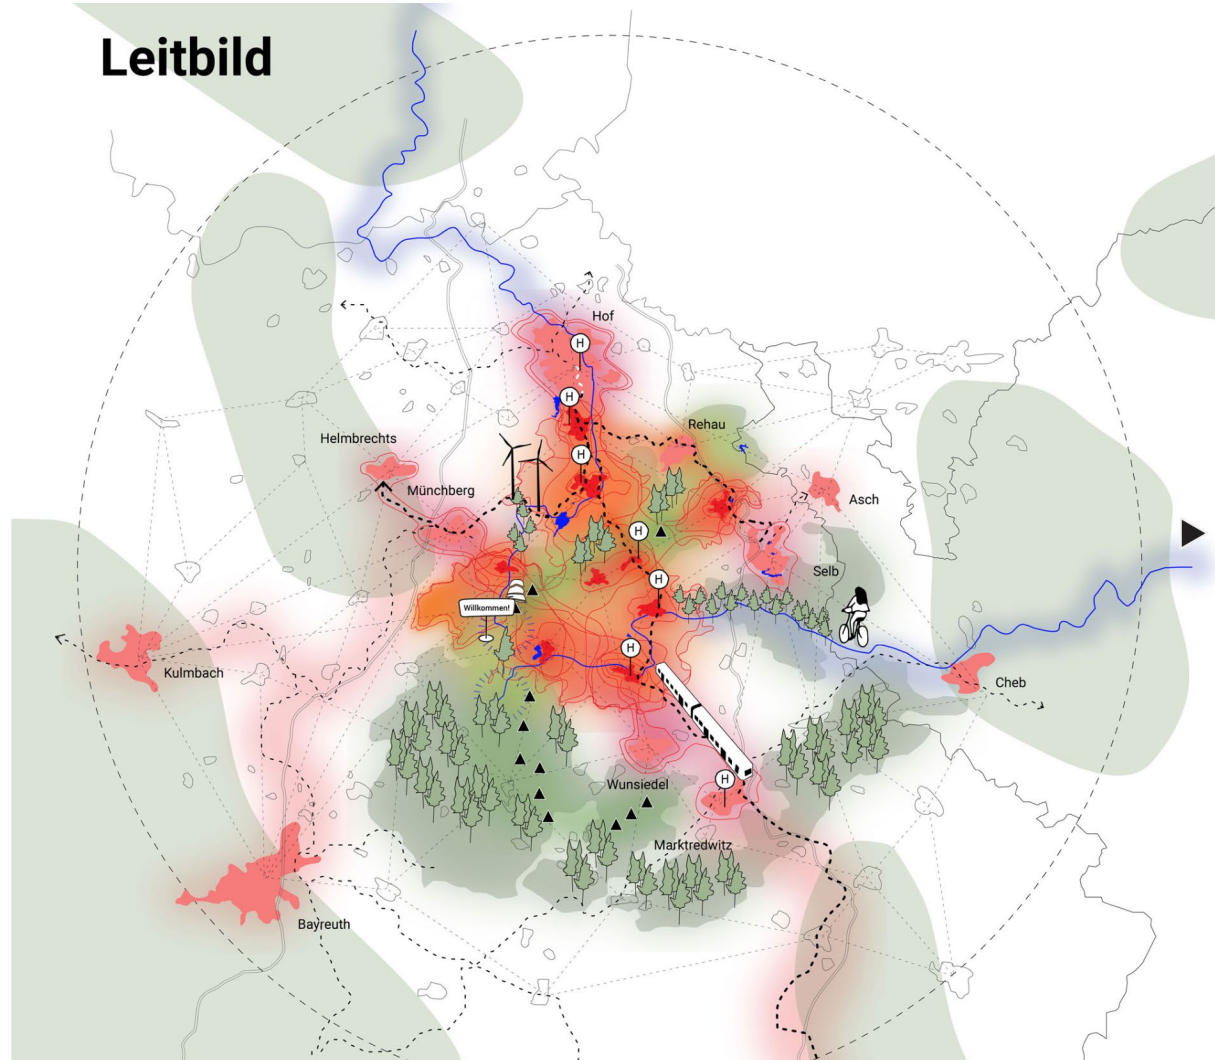 Leitbild
Hof
H
H
Rehau
Helmbrechts
H
Münchberg
Asch
H
Selb
H
Willkommen!
H
Kulmbach
Cheb
H
Wunsiedel
Marktredwitz
Bayreuth